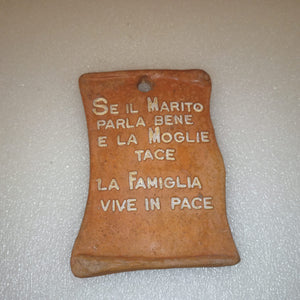 SE IL MARITO
PARLA BENE
E LA MOGLIE
TACE
LA FAMIGLIA
VIVE IN PACE